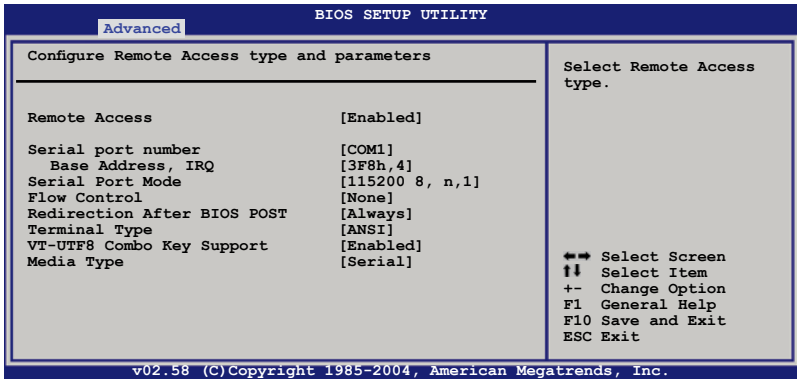 BIOS SETUP UTILITY
Advanced
Configure Remote Access type and parameters
Remote Access [Enabled]
Serial port number [COM1]
Base Address, IRQ [3F8h,4]
Serial Port Mode [115200 8, n,1]
Flow Control [None]
Redirection After BIOS POST [Always]
Terminal Type [ANSI]
VT-UTF8 Combo Key Support [Enabled]
Media Type [Serial]
Select Remote Access
type.
←→ Select Screen
↑↓ Select Item
+- Change Option
F1 General Help
F10 Save and Exit
ESC Exit
v02.58 (C)Copyright 1985-2004, American Megatrends, Inc.